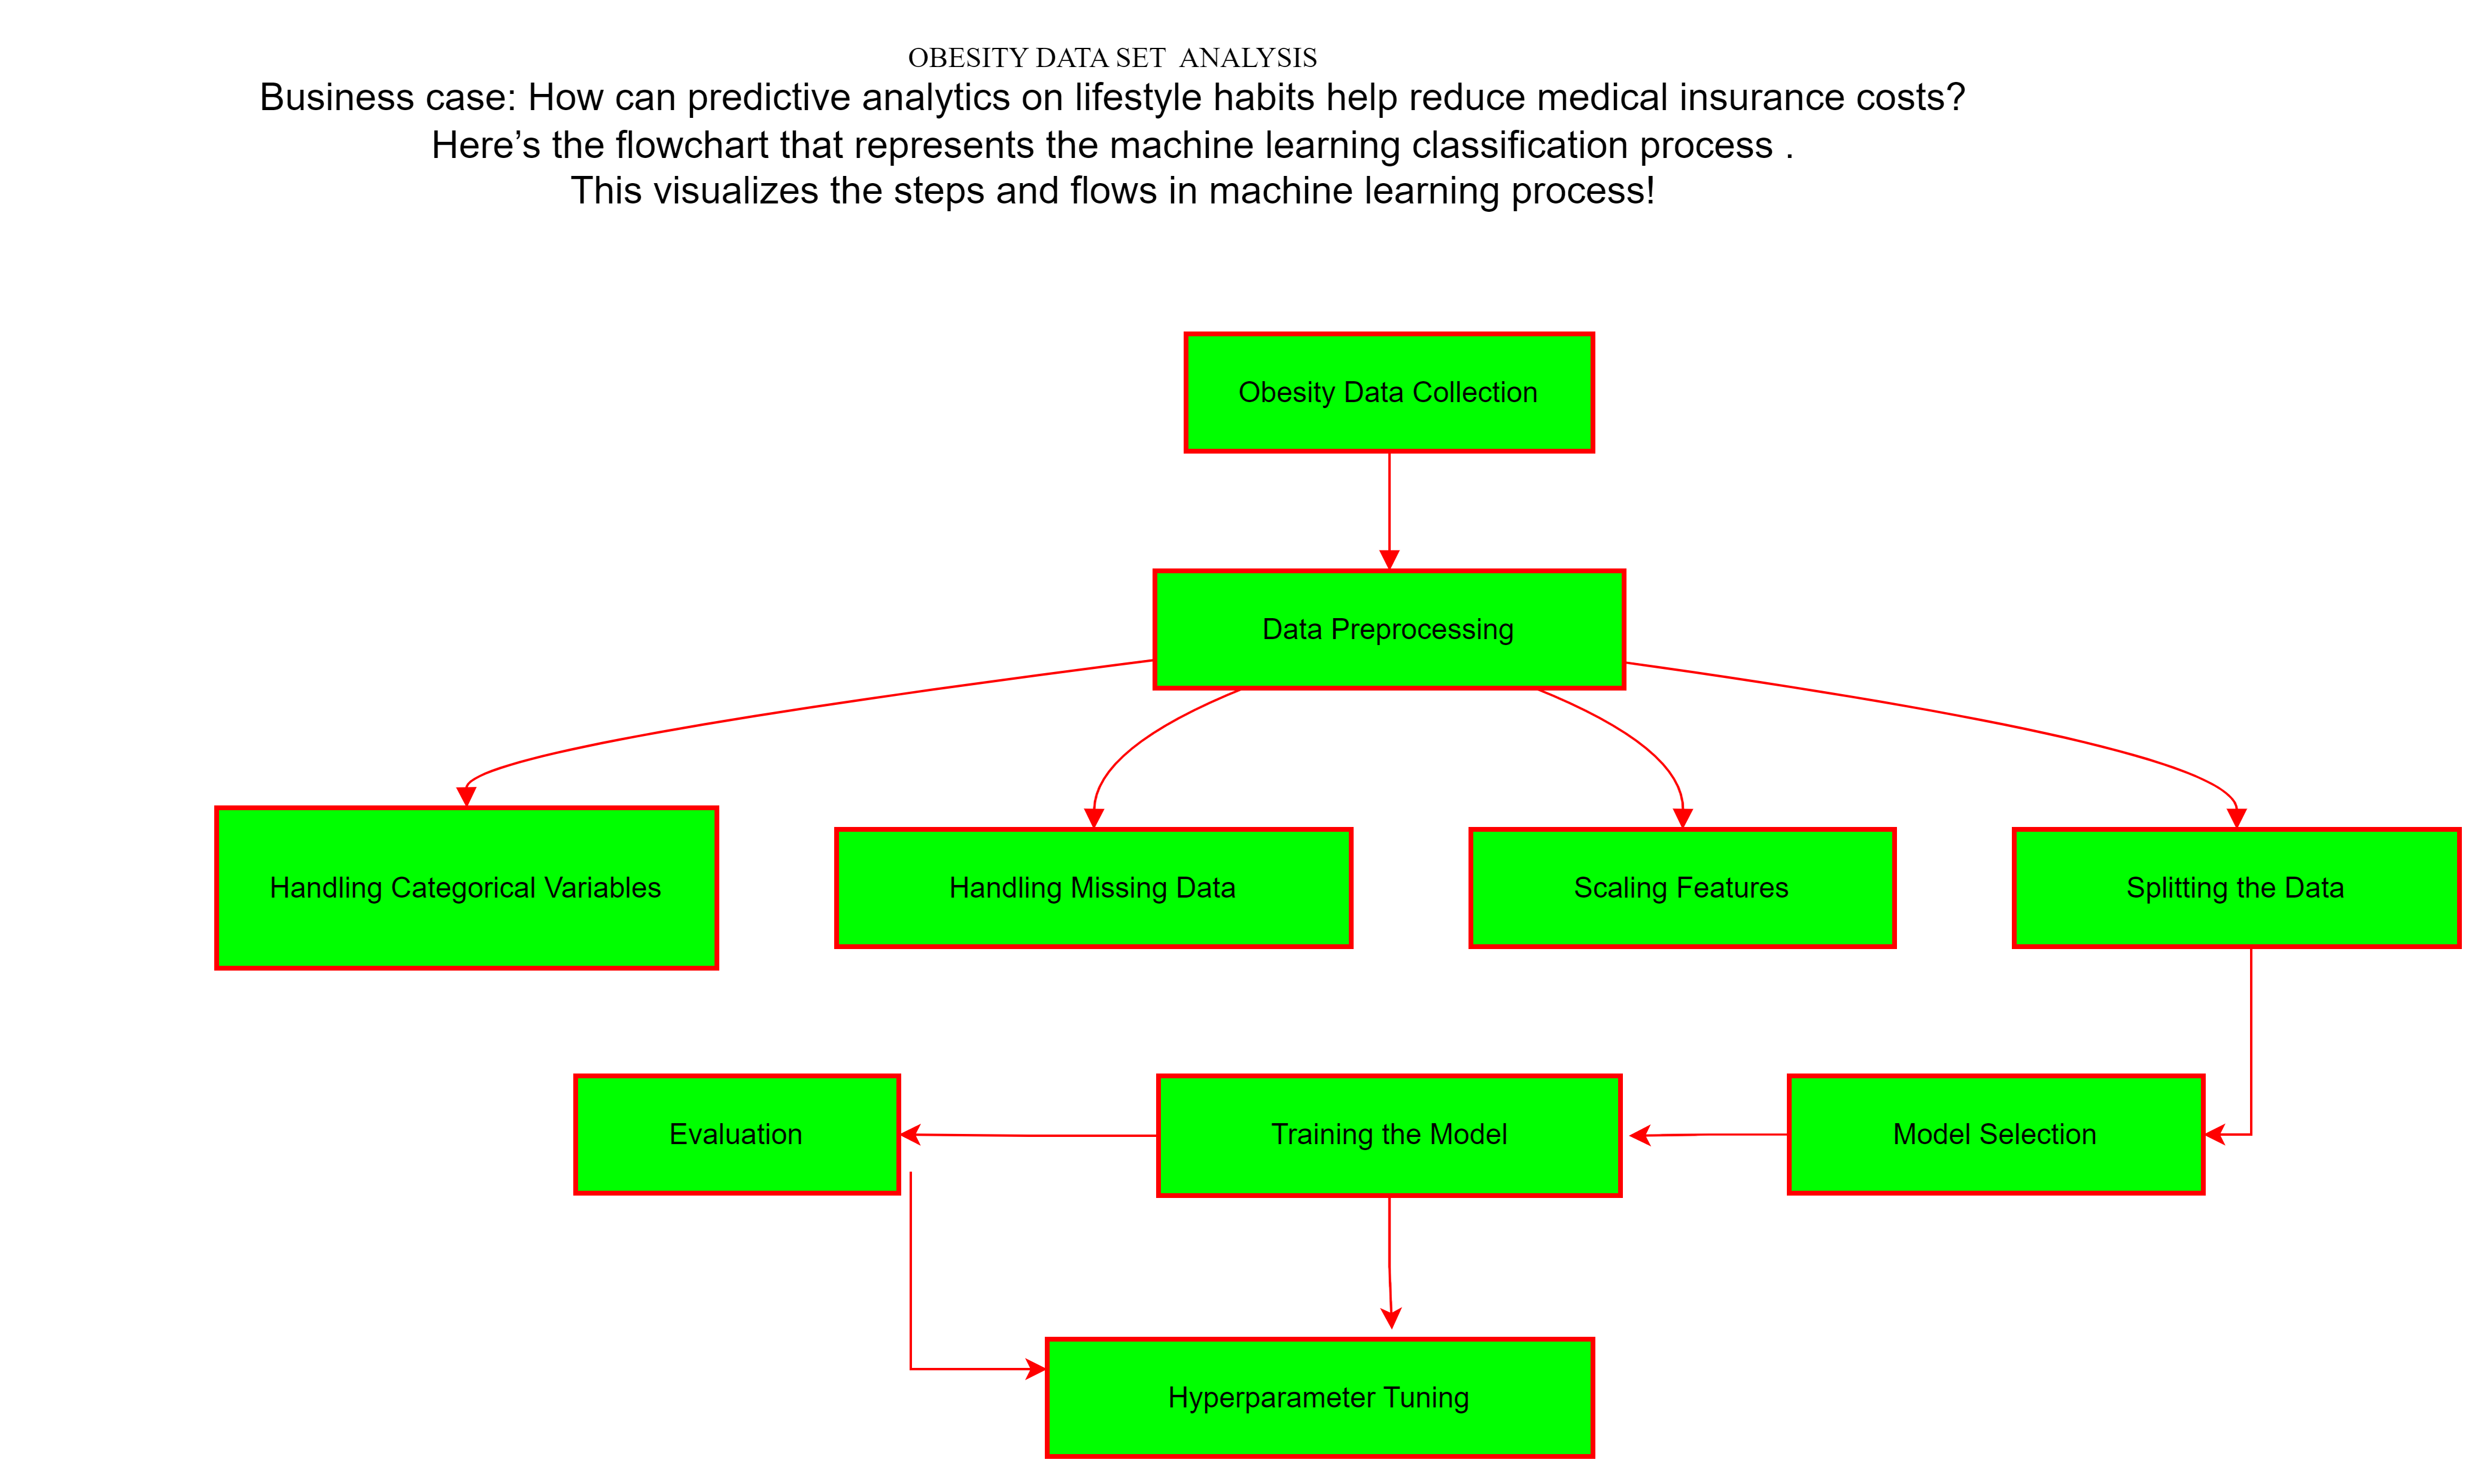 OBESITY DATA SET  ANALYSIS
Business case: How can predictive analytics on lifestyle habits help reduce medical insurance costs?
Here’s the flowchart that represents the machine learning classification process .
This visualizes the steps and flows in machine learning process!
Obesity Data Collection
Data Preprocessing
Handling Categorical Variables
Handling Missing Data
Scaling Features
Splitting the Data
Evaluation
Training the Model
Model Selection
Hyperparameter Tuning